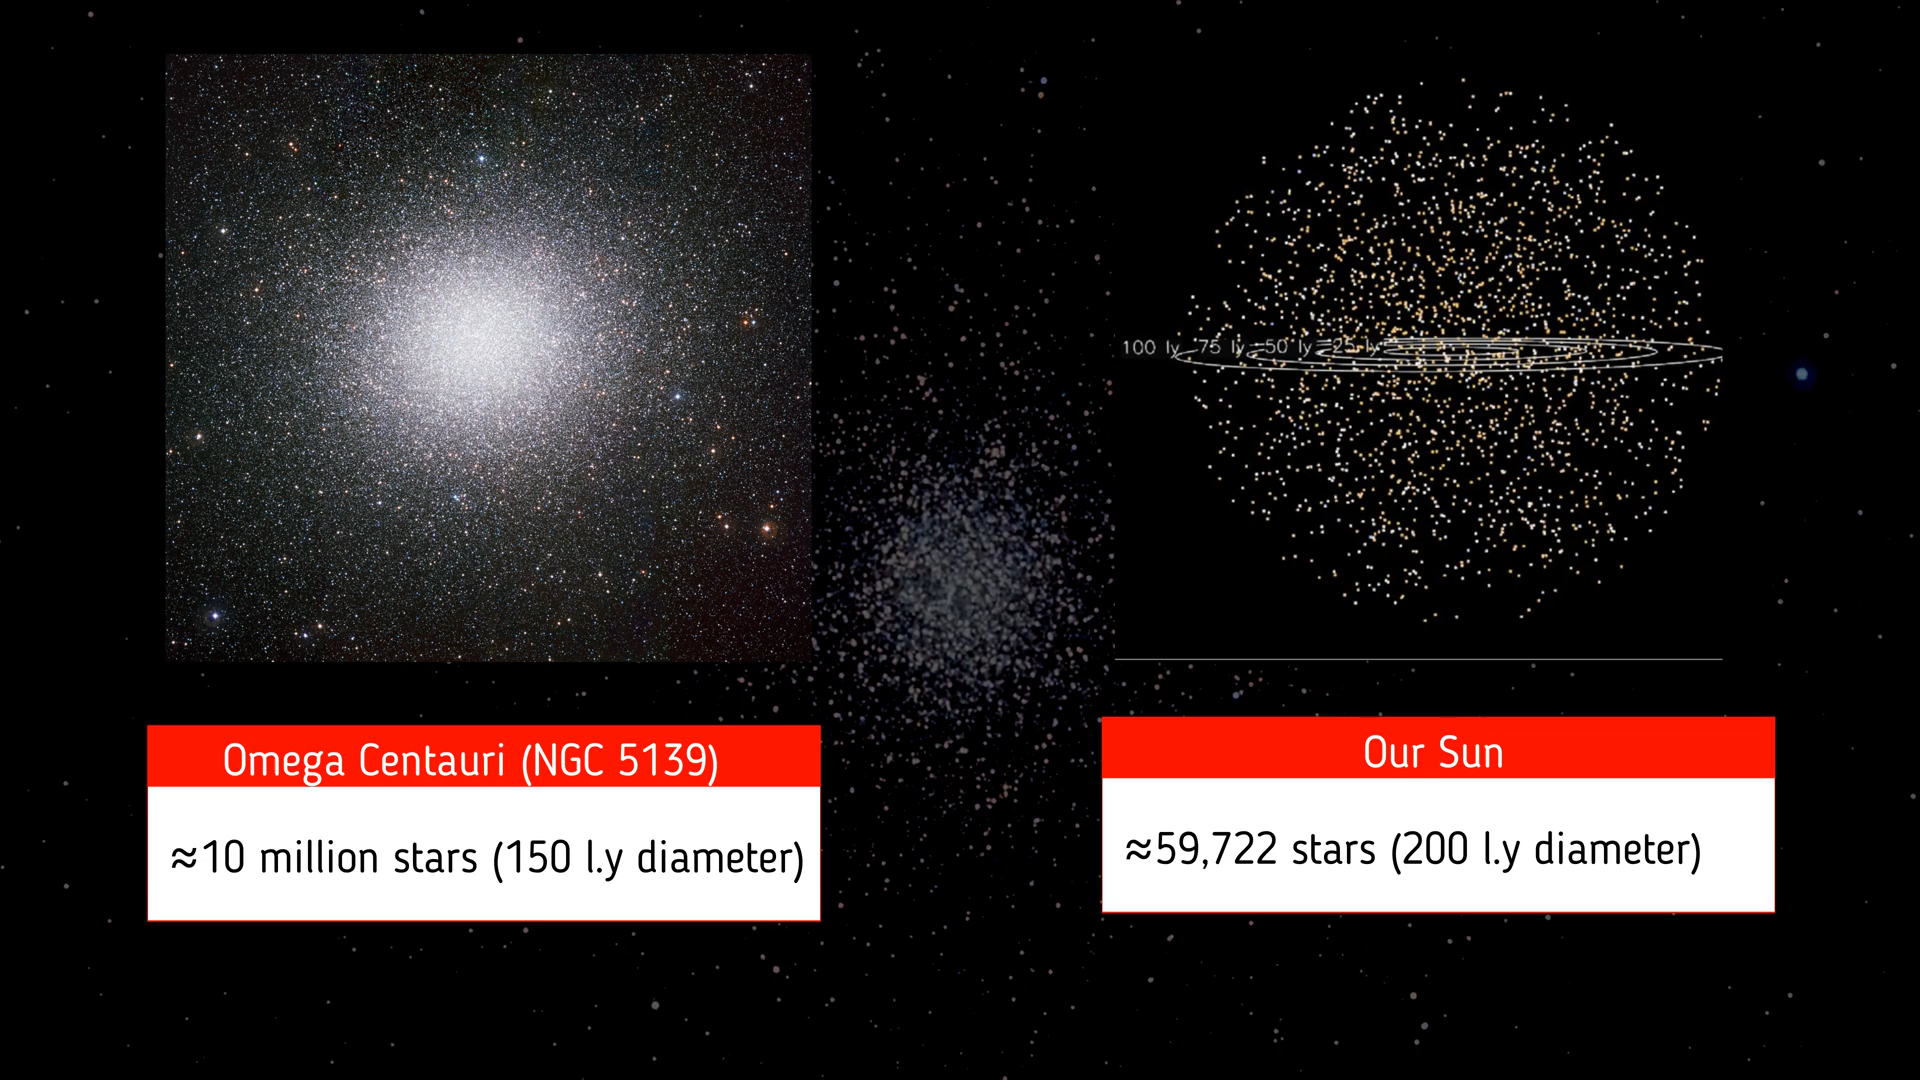 100 ly 75 ly 50 ly 25 ly
Omega Centauri (NGC 5139)
≈10 million stars (150 l.y diameter)
Our Sun
≈59,722 stars (200 l.y diameter)